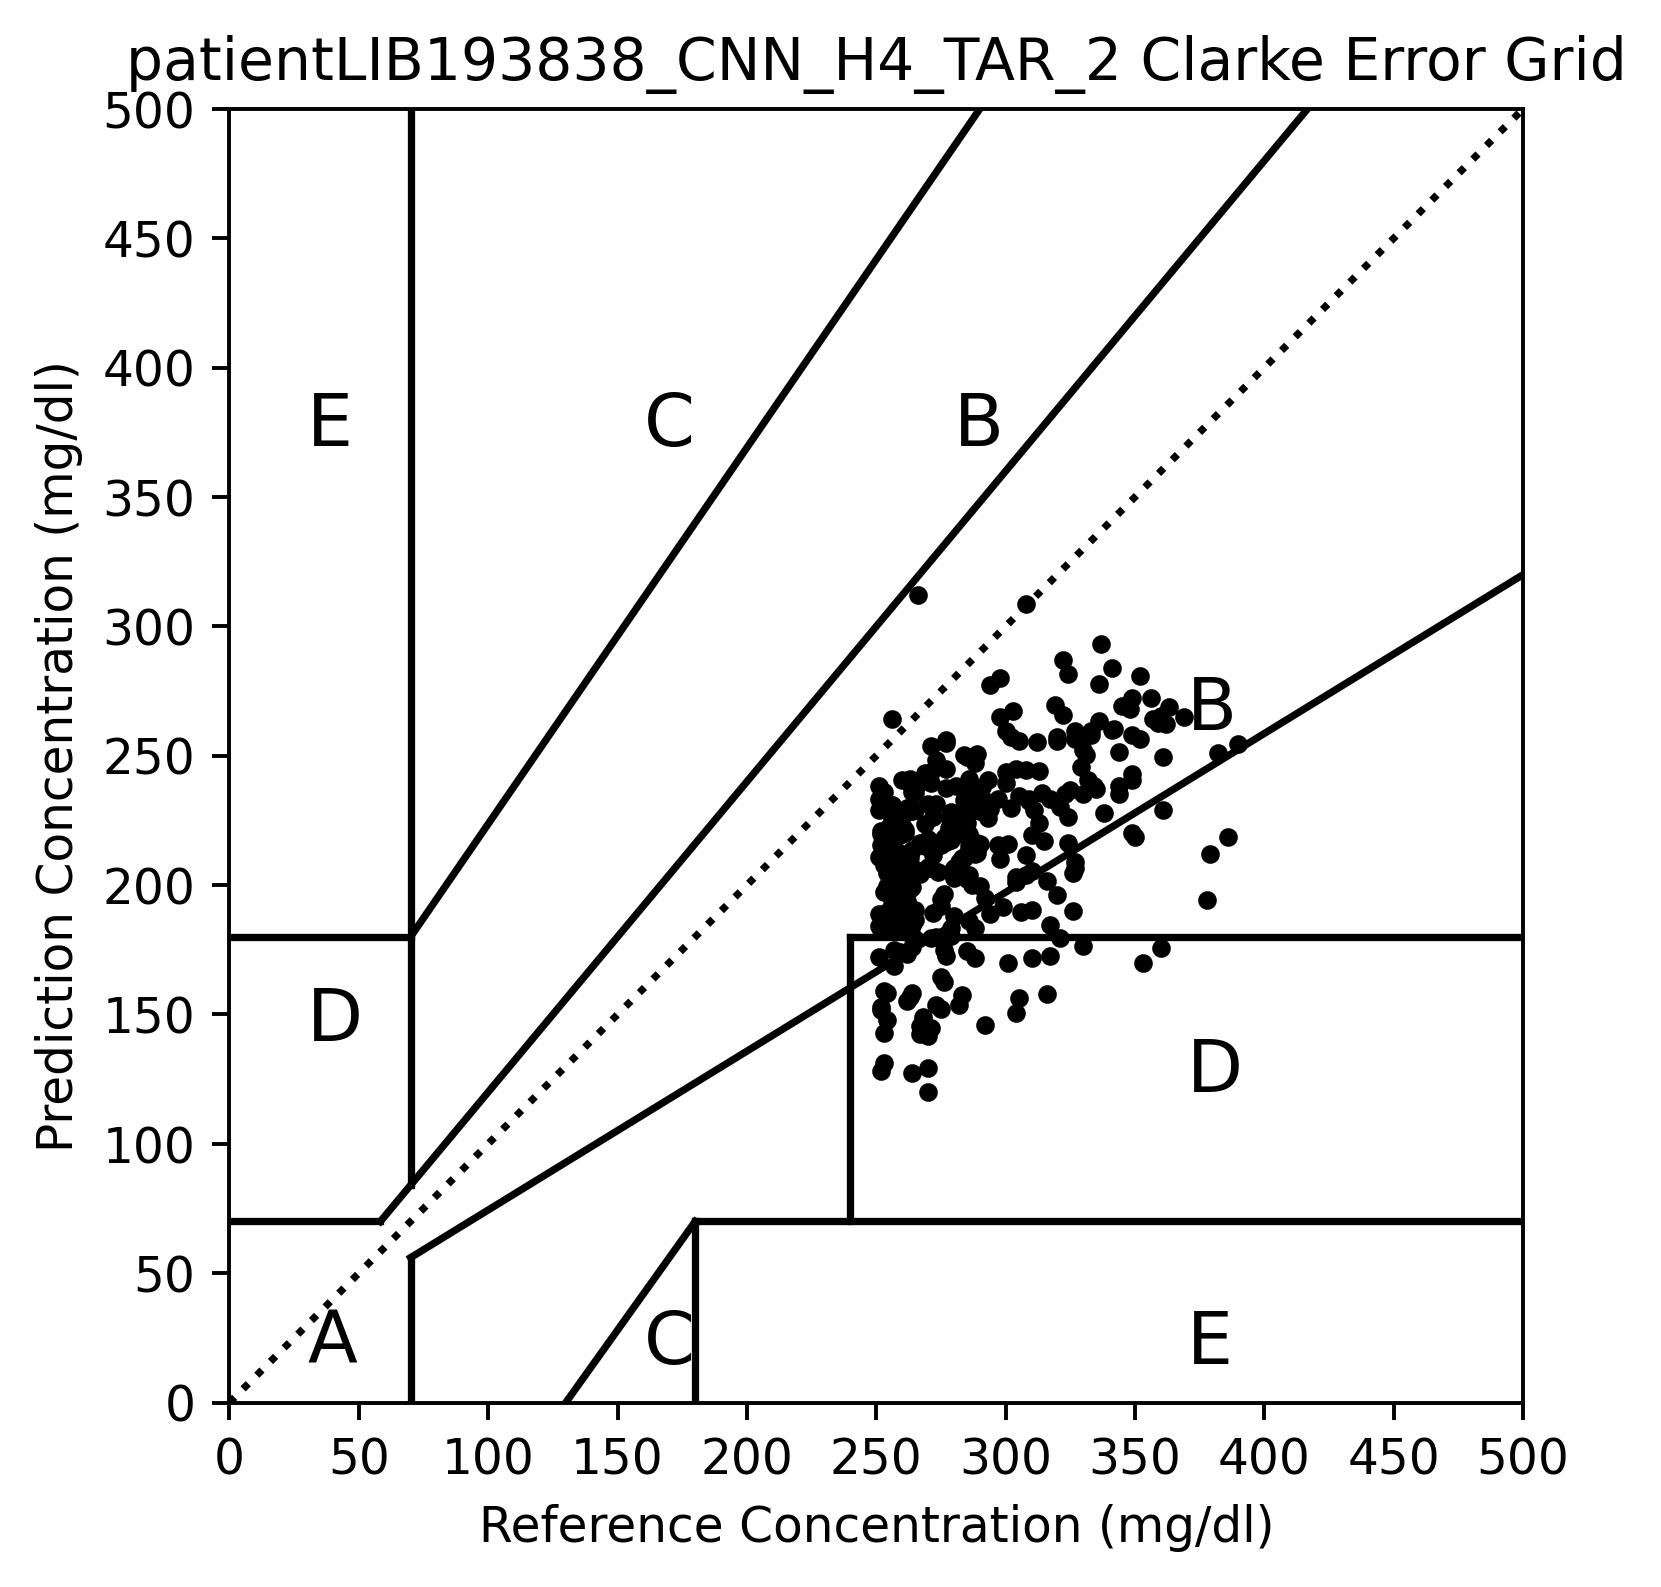 patientLIB193838_CNN_H4_TAR_2 Clarke Error Grid
500
450
400
350
300
250
200
150
100
50
0
Prediction Concentration (mg/dl)
E
C
B
B
D
D
A
C
E
0 50 100 150 200 250 300 350 400 450 500
Reference Concentration (mg/dl)